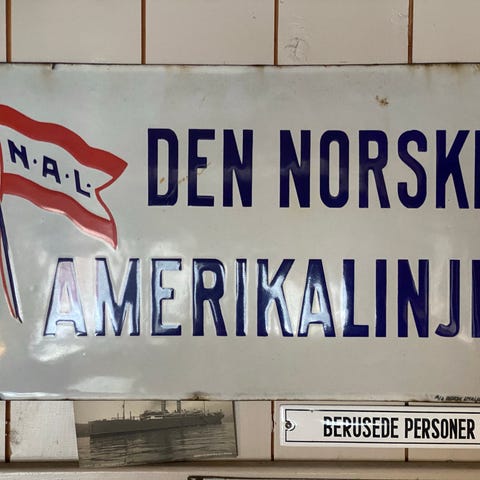 N.A.L.
DEN NORSK
AMERIKALINJ
BERUSEDE PERSONER